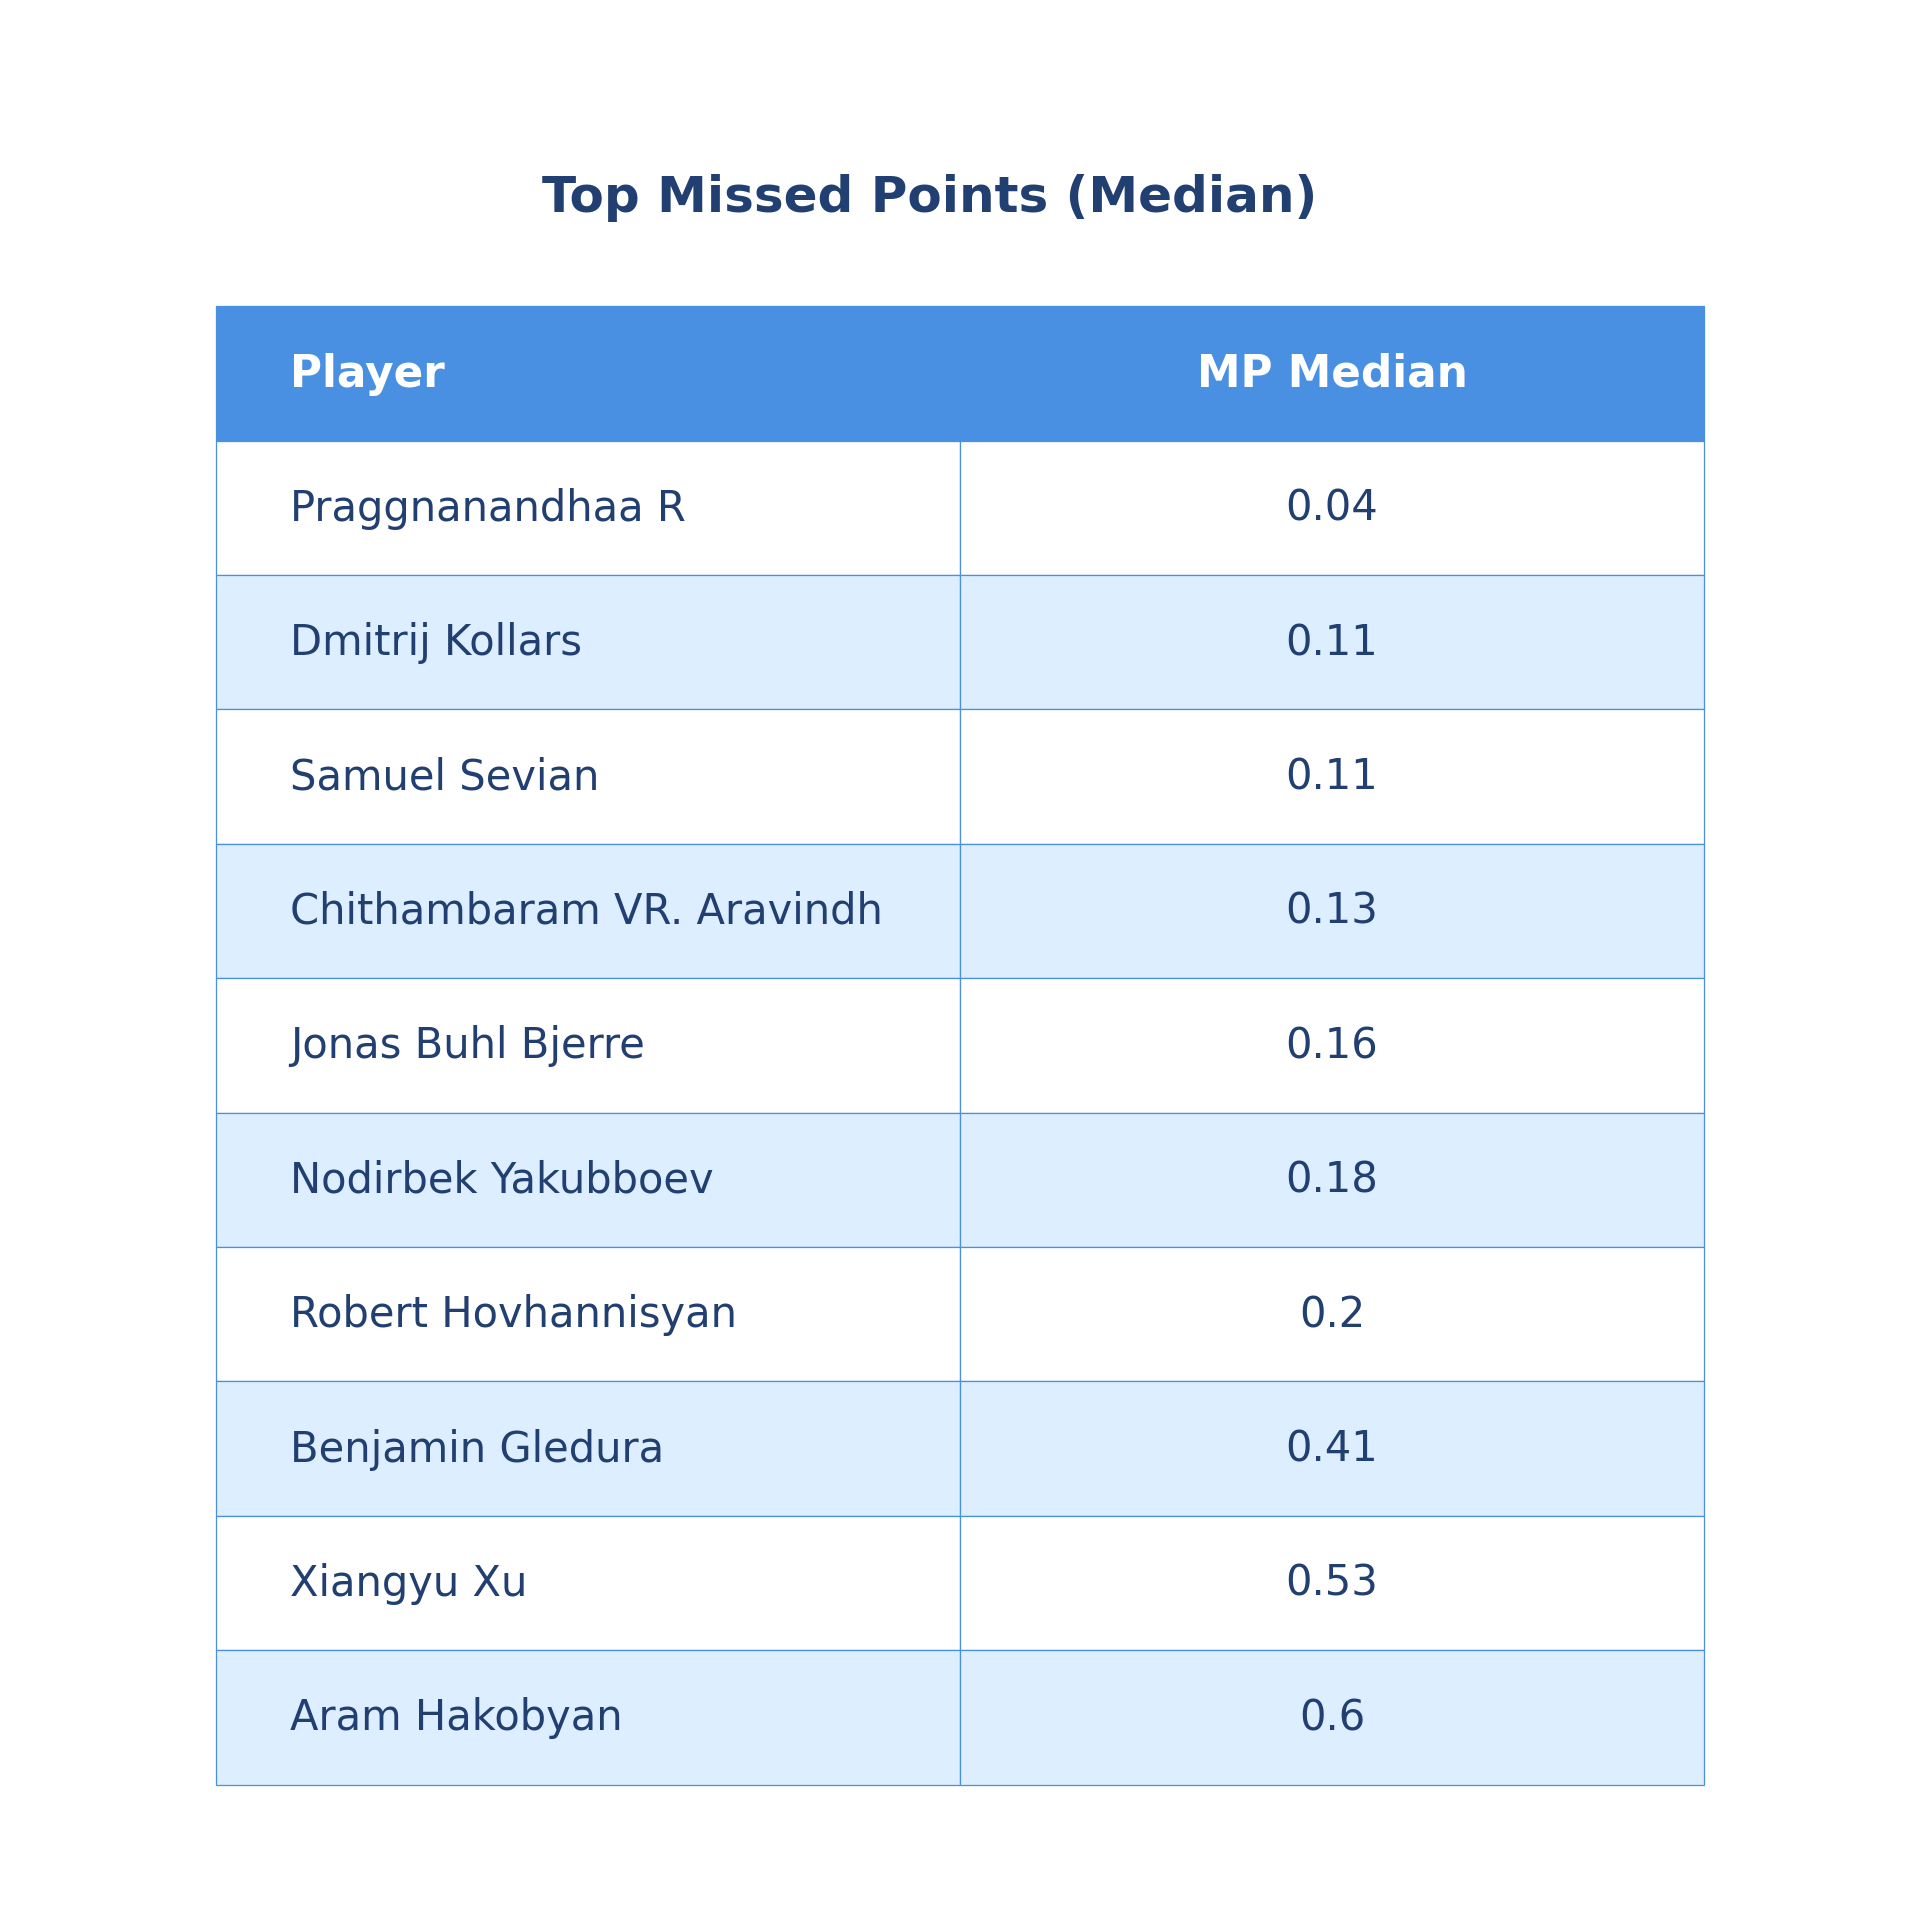 Top Missed Points (Median)
Player MP Median
Praggnanandhaa R 0.04
Dmitrij Kollars 0.11
Samuel Sevian 0.11
Chithambaram VR. Aravindh 0.13
Jonas Buhl Bjerre 0.16
Nodirbek Yakubboev 0.18
Robert Hovhannisyan 0.2
Benjamin Gledura 0.41
Xiangyu Xu 0.53
Aram Hakobyan 0.6